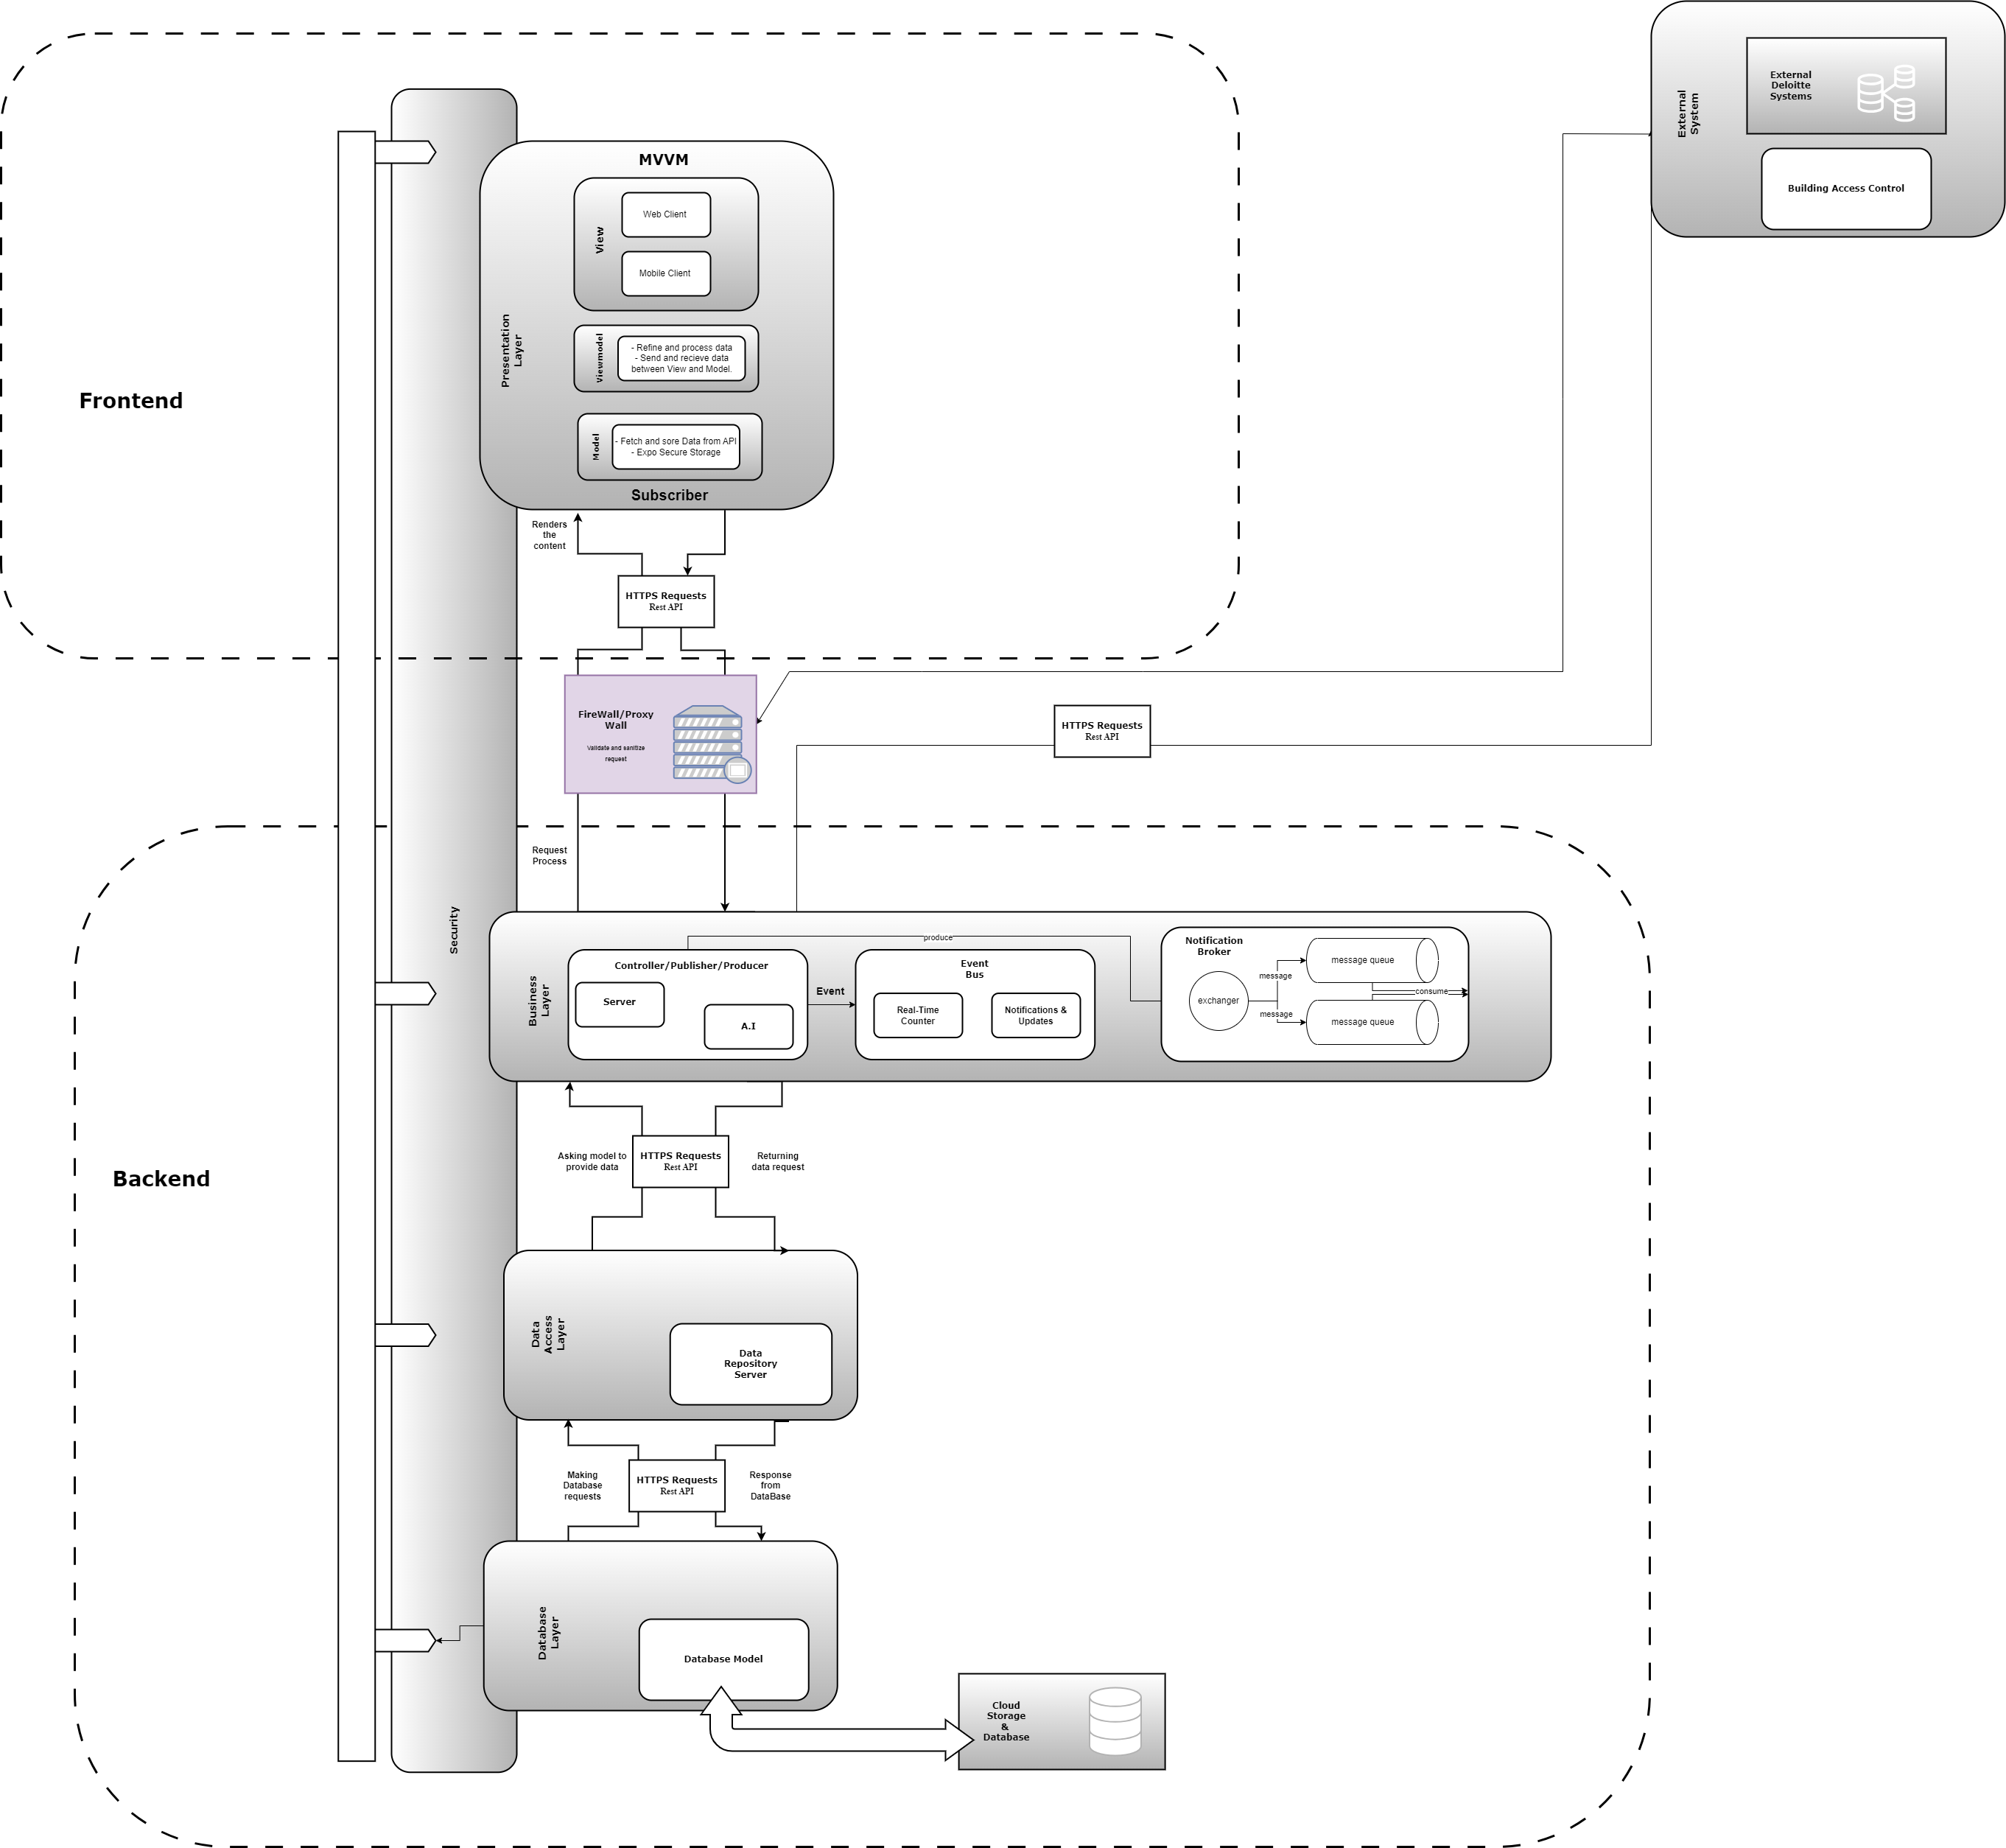 External
Deloitte
Systems
External
System
Building Access Control
MVVM
View
Web Client
Mobile Client
Presentation
Layer
Viewmodel
- Refine and process data
- Send and recieve data
between View and Model.
Frontend
Model
- Fetch and sore Data from API
- Expo Secure Storage
Subscriber
Renders
the
content
HTTPS Requests
Rest API
FireWall/Proxy
Wall
Validate and sanitize
request
HTTPS Requests
Rest API
Request
Process
Security
Business
Layer
produce
Controller/Publisher/Producer
Server
A.I
Event
Event
Bus
Real-Time
Counter
Notifications &
Updates
Notification
Broker
exchanger
message
message
message queue
message queue
consume
Backend
Asking model to
provide data
HTTPS Requests
Rest API
Returning
data request
Data
Access
Layer
Data
Repository
Server
Making
Database
requests
HTTPS Requests
Rest API
Response
from
DataBase
Database
Layer
Database Model
Cloud
Storage
&
Database